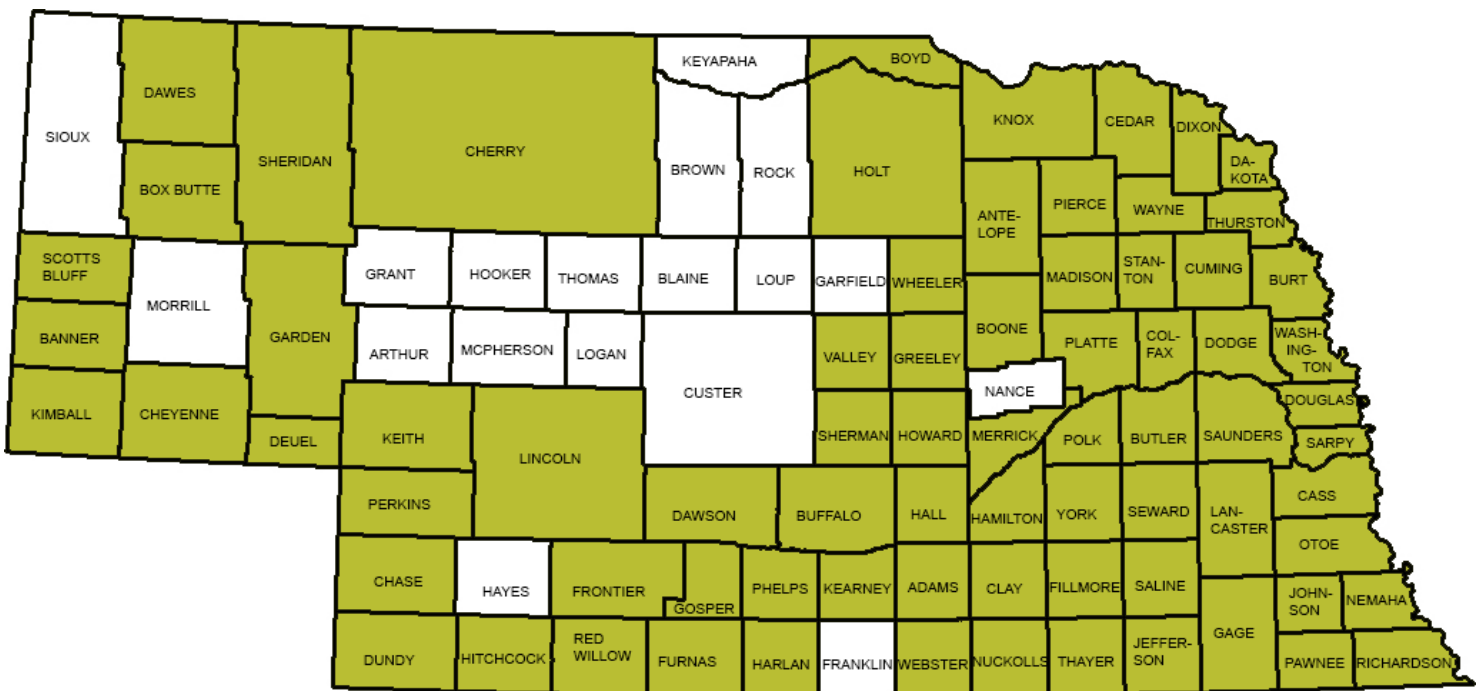 KEYAPAHA
BOYD
DAWES
SIOUX
SHERIDAN
CHERRY
BROWN
ROCK
HOLT
KNOX
CEDAR
DIXON
DA-
KOTA
BOX BUTTE
ANTE-
LOPE
PIERCE
WAYNE
THURSTON
SCOTTS
BLUFF
MORRILL
GRANT
HOOKER
THOMAS
BLAINE
LOUP
GARFIELD
WHEELER
MADISON
STAN-
TON
CUMING
BURT
BANNER
GARDEN
ARTHUR
MCPHERSON
LOGAN
CUSTER
VALLEY
GREELEY
BOONE
PLATTE
COL-
FAX
DODGE
WASH-
ING-
TON
NANCE
KIMBALL
CHEYENNE
DEUEL
KEITH
LINCOLN
SHERMAN
HOWARD
MERRICK
POLK
BUTLER
SAUNDERS
DOUGLAS
SARPY
PERKINS
DAWSON
BUFFALO
HALL
HAMILTON
YORK
SEWARD
LAN-
CASTER
CASS
OTOE
CHASE
HAYES
FRONTIER
GOSPER
PHELPS
KEARNEY
ADAMS
CLAY
FILLMORE
SALINE
JOHN-
SON
NEMAHA
DUNDY
HITCHCOCK
RED
WILLOW
FURNAS
HARLAN
FRANKLIN
WEBSTER
NUCKOLLS
THAYER
JEFFER-
SON
GAGE
PAWNEE
RICHARDSON